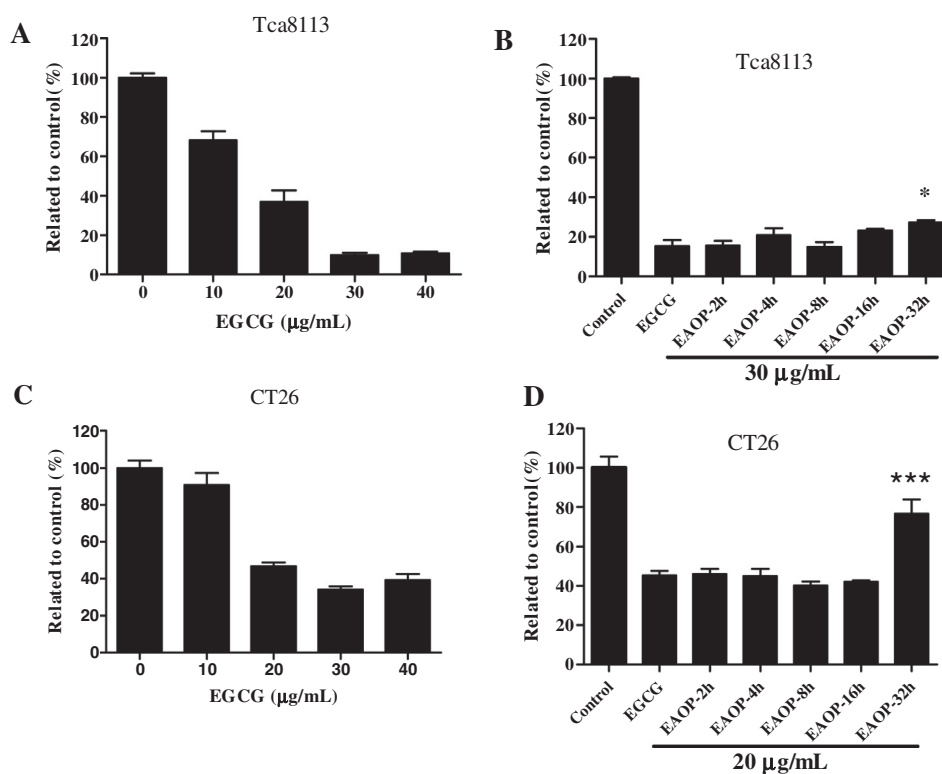 A
Tca8113
Related to control(%)
120
100
80
60
40
20
0
0 10 20 30 40
EGCG (μg/mL)
B
Tca8113
Related to control(%)
120
100
80
60
40
20
0
*
Control EGCG EAOP-2h EAOP-4h EAOP-8h EAOP-16h EAOP-32h
30 μg/mL
C
CT26
Related to control (%)
120
100
80
60
40
20
0
0 10 20 30 40
EGCG (μg/mL)
D
CT26
Related to control(%)
120
100
80
60
40
20
0
***
Control EGCG EAOP-2h EAOP-4h EAOP-8h EAOP-16h EAOP-32h
20 μg/mL